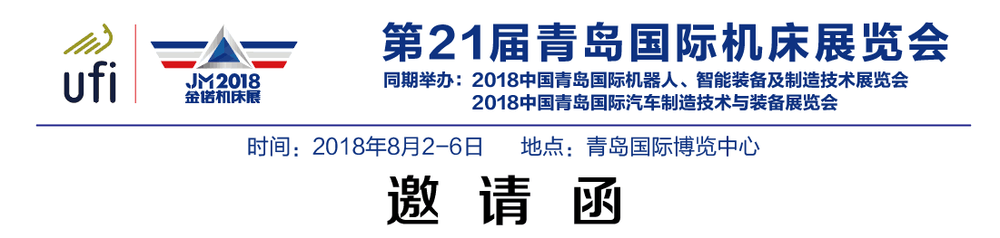 ufi
JM2018
金诺机床展
第21届青岛国际机床展览会
同期举办：2018中国青岛国际机器人、智能装备及制造技术展览会
2018中国青岛国际汽车制造技术与装备展览会
时间：2018年8月2-6日 地点：青岛国际博览中心
邀请函